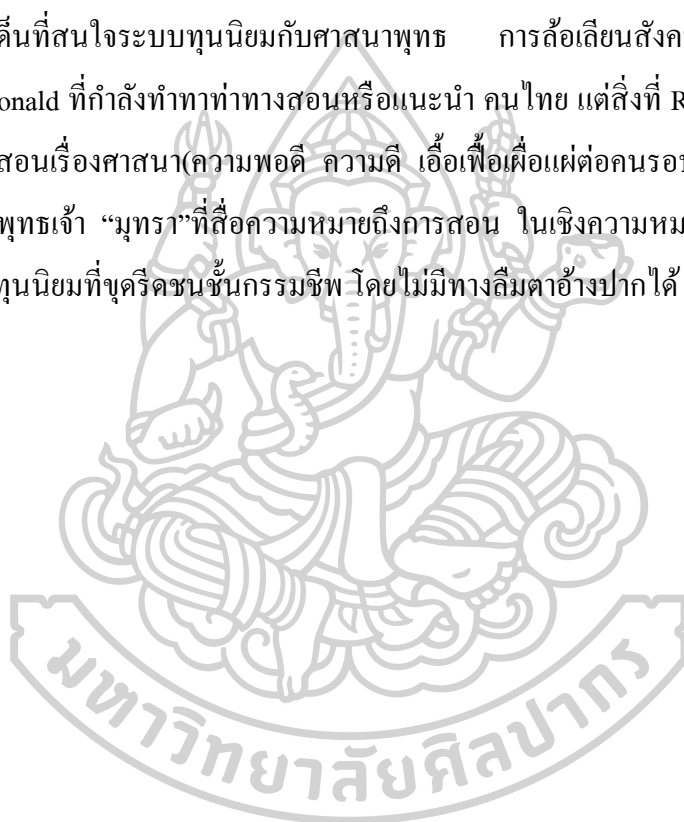 ด็นที่สนใจระบบทุนนิยมกับศาสนาพุทธ การล้อเลียนสังค
onald ที่กำลังทำทาท่าทางสอนหรือแนะนำ คนไทย แต่สิ่งที่ R
สอนเรื่องศาสนา(ความพอดี ความดี เอื้อเฟื้อเผื่อแผ่ต่อคนรอบ
พุทธเจ้า “มุทรา”ที่สื่อความหมายถึงการสอน ในเชิงความหม
ทุนนิยมที่ขุดรีดชนชั้นกรรมชีพ โดยไม่มีทางลืมตาอ้างปากได้
มหาวิทยาลัยศิลปากร